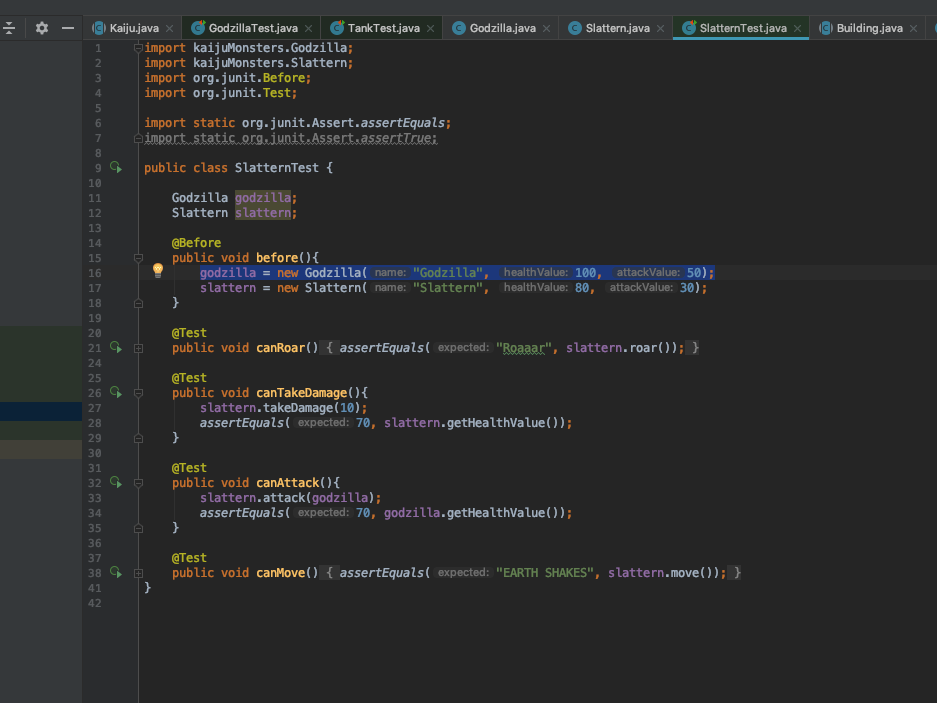 Kaiju.java GodzillaTest.java TankTest.java Godzilla.java Slattern.java SlatternTest.java Building.java
1 import kaijuMonsters.Godzilla;
2 import kaijuMonsters.Slattern;
3 import org.junit.Before;
4 import org.junit.Test;
5
6 import static org.junit.Assert.assertEquals;
7 import static org.junit.Assert.assertTrue;
8
9 public class SlatternTest {
10
11 Godzilla godzilla;
12 Slattern slattern;
13
14 @Before
15 public void before(){
16 godzilla = new Godzilla( name: "Godzilla", healthValue: 100, attackValue: 50);
17 slattern = new Slattern( name: "Slattern", healthValue: 80, attackValue: 30);
18 }
19
20 @Test
21 public void canRoar() { assertEquals( expected: "Roaaar", slattern.roar()); }
24
25 @Test
26 public void canTakeDamage(){
27 slattern.takeDamage(10);
28 assertEquals( expected: 70, slattern.getHealthValue());
29 }
30
31 @Test
32 public void canAttack(){
33 slattern.attack(godzilla);
34 assertEquals( expected: 70, godzilla.getHealthValue());
35 }
36
37 @Test
38 public void canMove() { assertEquals( expected: "EARTH SHAKES", slattern.move()); }
41 }
42